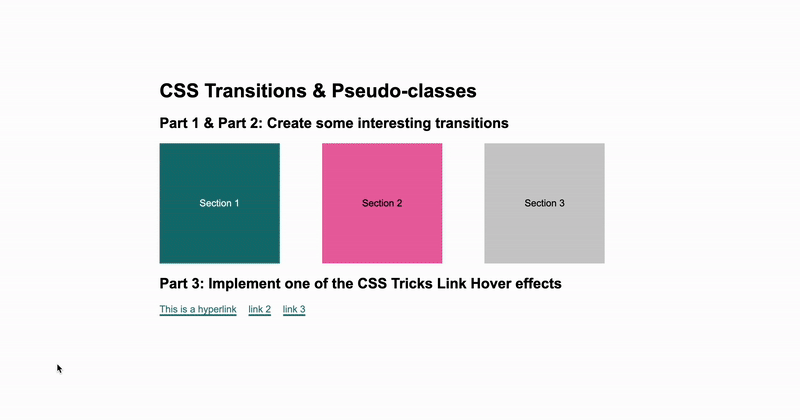 CSS Transitions & Pseudo-classes
Part 1 & Part 2: Create some interesting transitions
Section 1 Section 2 Section 3
Part 3: Implement one of the CSS Tricks Link Hover effects
This is a hyperlink link 2 link 3